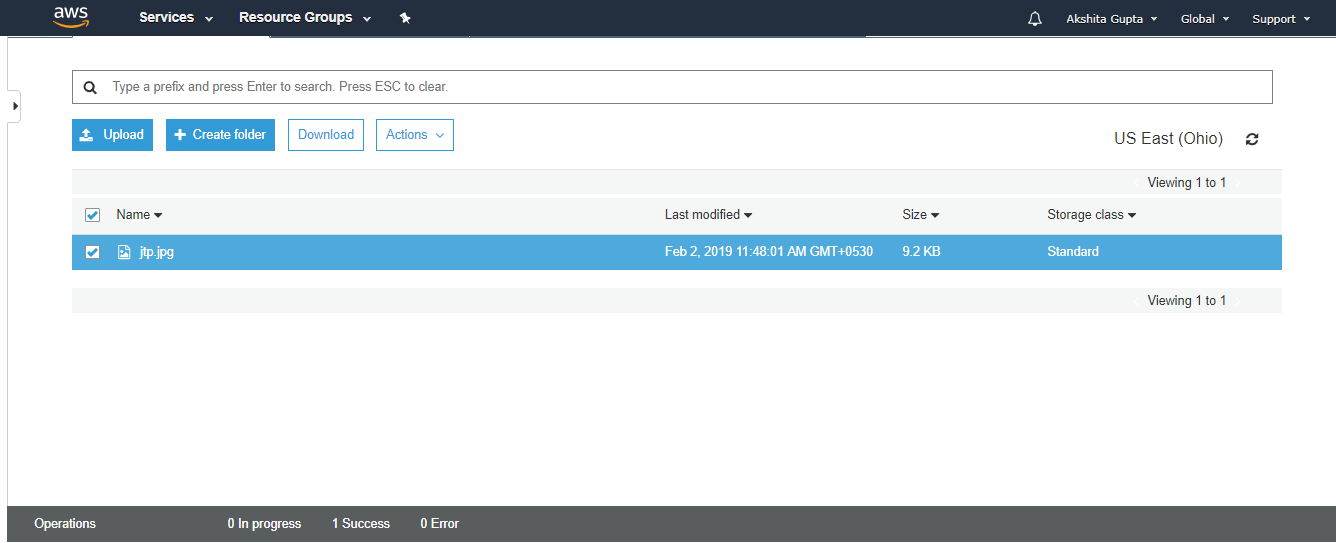 aws Services Resource Groups Akshita Gupta Global Support
Type a prefix and press Enter to search. Press ESC to clear.
Upload Create folder Download Actions US East (Ohio)
Viewing 1 to 1
Name Last modified Size Storage class
jtp.jpg Feb 2, 2019 11:48:01 AM GMT+0530 9.2 KB Standard
Viewing 1 to 1
Operations 0 In progress 1 Success 0 Error